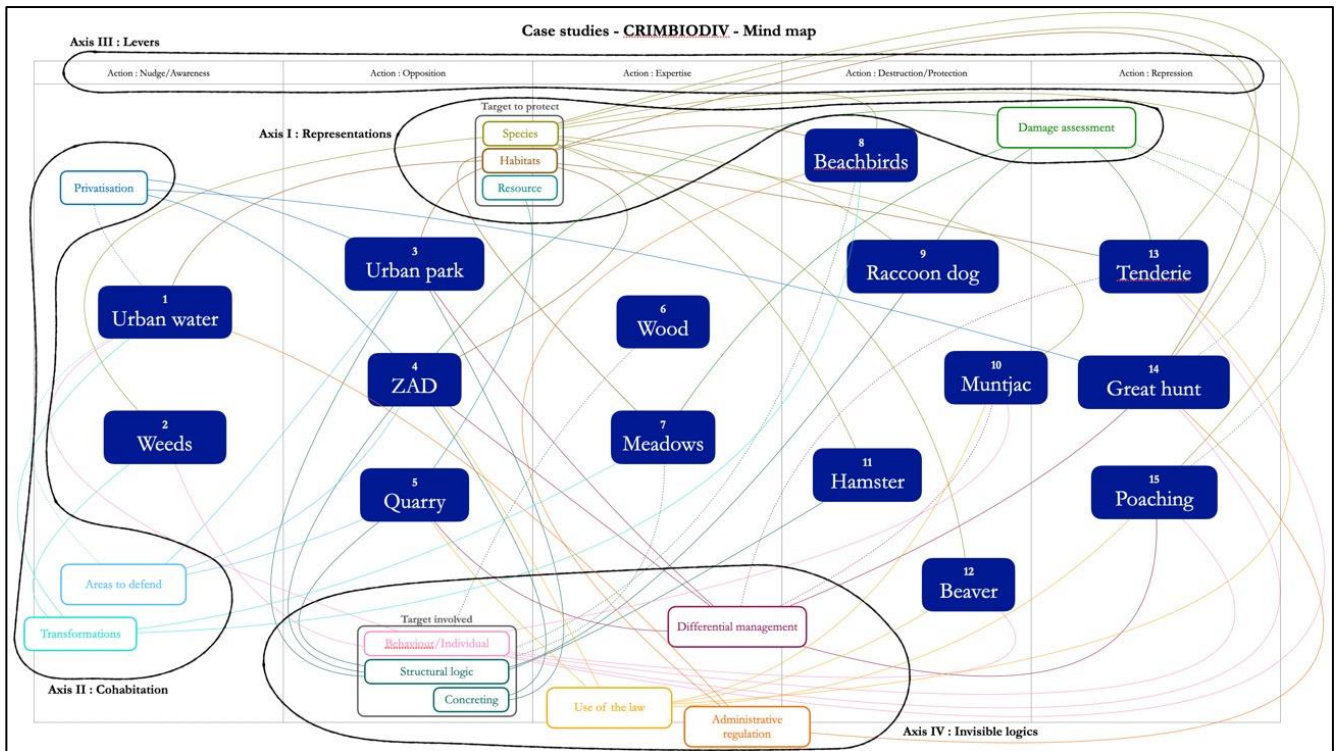 Case studies - CRIMBIODIV - Mind map
Axis III : Levers
Action : Nudge/Awareness
Action : Opposition
Action : Expertise
Action : Destruction/Protection
Action : Repression
Target to protect
Axis I : Representations
Species
Habitats
Resource
Damage assessment
8
Beachbirds
Privatisation
3
Urban park
9
Raccoon dog
13
Tenderie
1
Urban water
6
Wood
4
ZAD
10
Muntjac
14
Great hunt
2
Weeds
7
Meadows
5
Quarry
11
Hamster
15
Poaching
Areas to defend
12
Beaver
Transformations
Target involved
Behaviour/Individual
Structural logic
Concreting
Differential management
Axis II : Cohabitation
Use of the law
Administrative
regulation
Axis IV : Invisible logics